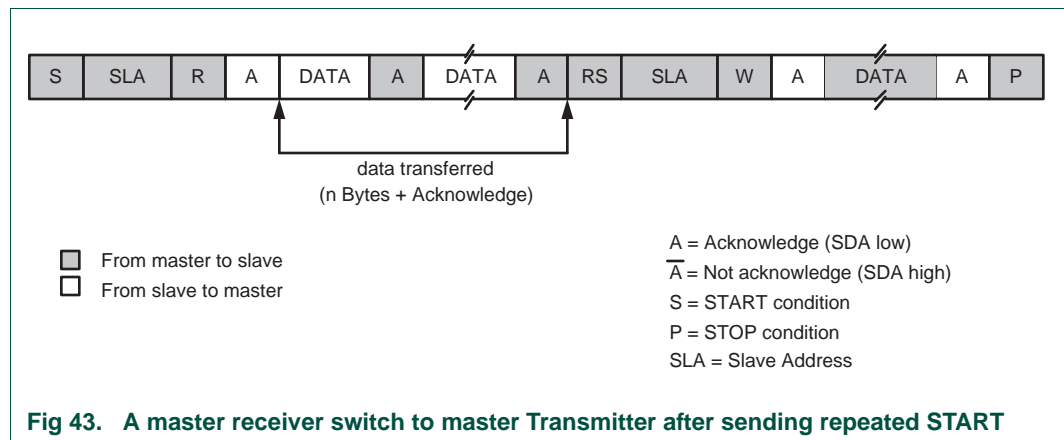 S SLA R A DATA A DATA A RS SLA W A DATA A P
data transferred
(n Bytes + Acknowledge)
From master to slave
From slave to master
A = Acknowledge (SDA low)
A̅ = Not acknowledge (SDA high)
S = START condition
P = STOP condition
SLA = Slave Address
Fig 43. A master receiver switch to master Transmitter after sending repeated START